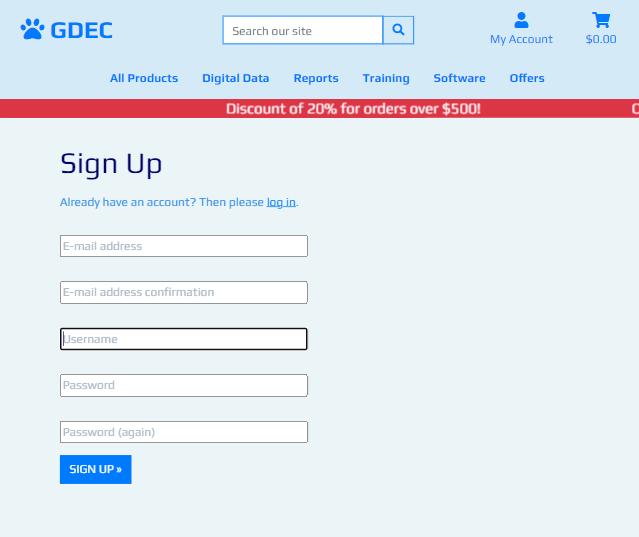 GDEC
Search our site
My Account
$0.00
All Products Digital Data Reports Training Software Offers
Discount of 20% for orders over $500!
Sign Up
Already have an account? Then please log in.
E-mail address
E-mail address confirmation
Username
Password
Password (again)
SIGN UP »